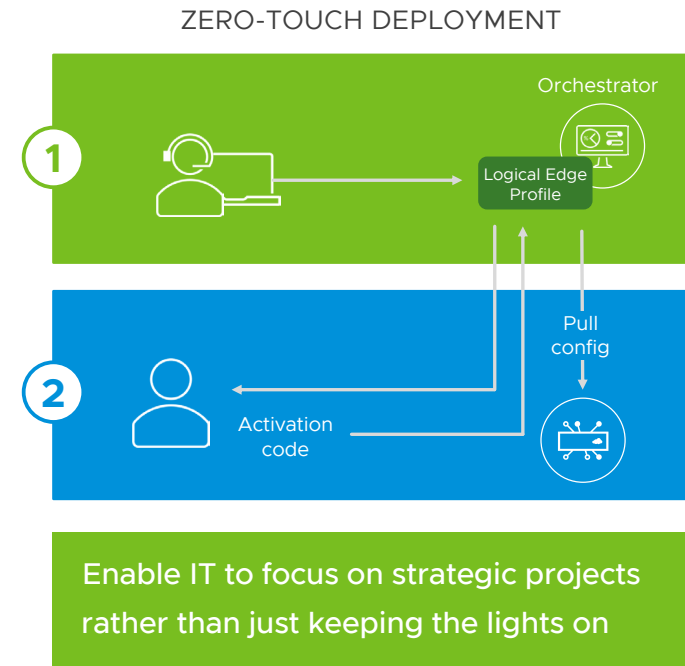 ZERO-TOUCH DEPLOYMENT
1
Orchestrator
Logical Edge
Profile
2
Pull
config
Activation
code
Enable IT to focus on strategic projects
rather than just keeping the lights on